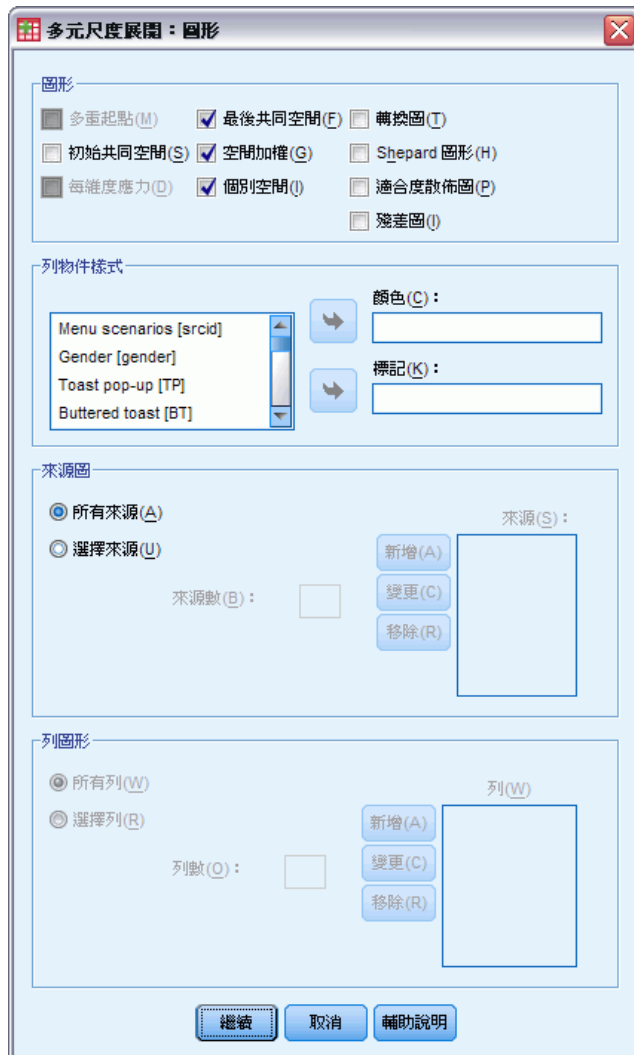 多元尺度展開：圖形
圖形
多重起點(M) 最後共同空間(F) 轉換圖(T)
初始共同空間(S) 空間加權(G) Shepard 圖形(H)
每維度應力(D) 個別空間(I) 適合度散佈圖(P)
殘差圖(I)
列物件樣式
Menu scenarios [srcid]
Gender [gender]
Toast pop-up [TP]
Buttered toast [BT]
顏色(C)：
標記(K)：
來源圖
所有來源(A)
選擇來源(U)
來源數(B)：
來源(S)：
新增(A)
變更(C)
移除(R)
列圖形
所有列(W)
選擇列(R)
列數(O)：
列(W)
新增(A)
變更(C)
移除(R)
繼續 取消 輔助說明